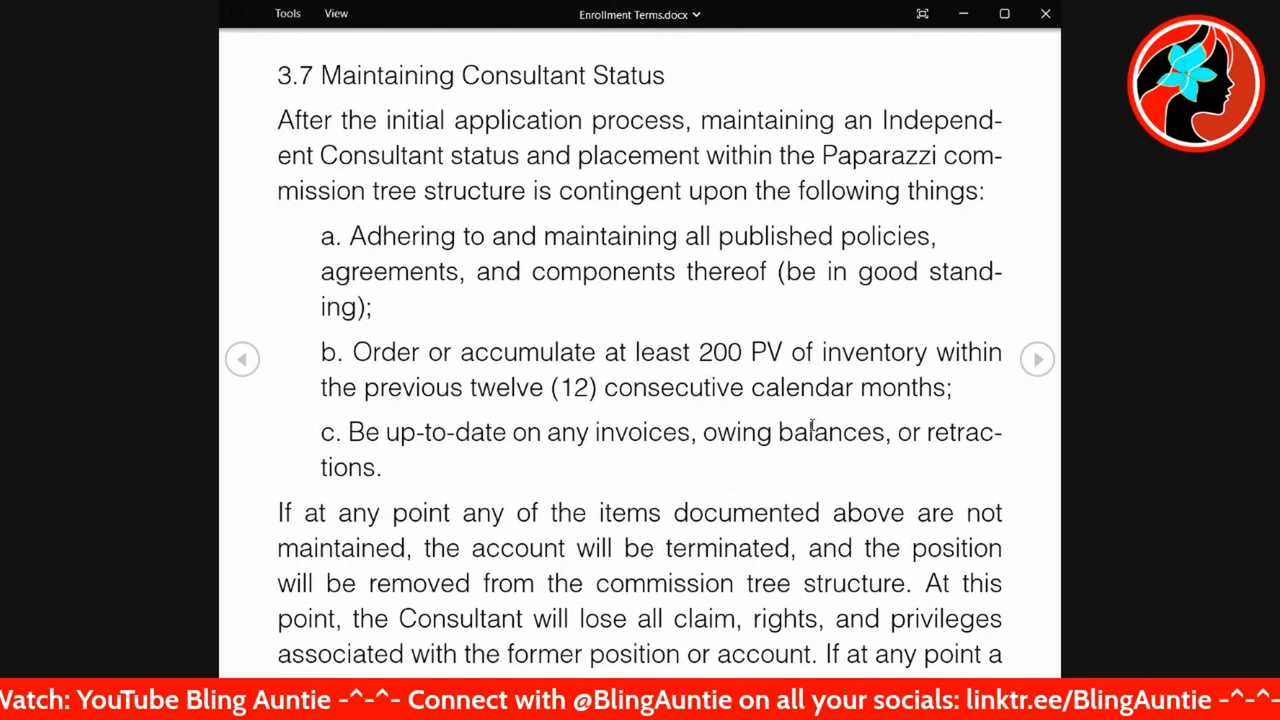 Tools View Enrollment Terms.docx
3.7 Maintaining Consultant Status
After the initial application process, maintaining an Independ-
ent Consultant status and placement within the Paparazzi com-
mission tree structure is contingent upon the following things:
a. Adhering to and maintaining all published policies,
agreements, and components thereof (be in good stand-
ing);
b. Order or accumulate at least 200 PV of inventory within
the previous twelve (12) consecutive calendar months;
c. Be up-to-date on any invoices, owing balances, or retrac-
tions.
If at any point any of the items documented above are not
maintained, the account will be terminated, and the position
will be removed from the commission tree structure. At this
point, the Consultant will lose all claim, rights, and privileges
associated with the former position or account. If at any point a
Watch: YouTube Bling Auntie -^-^- Connect with @BlingAuntie on all your socials: linktr.ee/BlingAuntie -^-^-